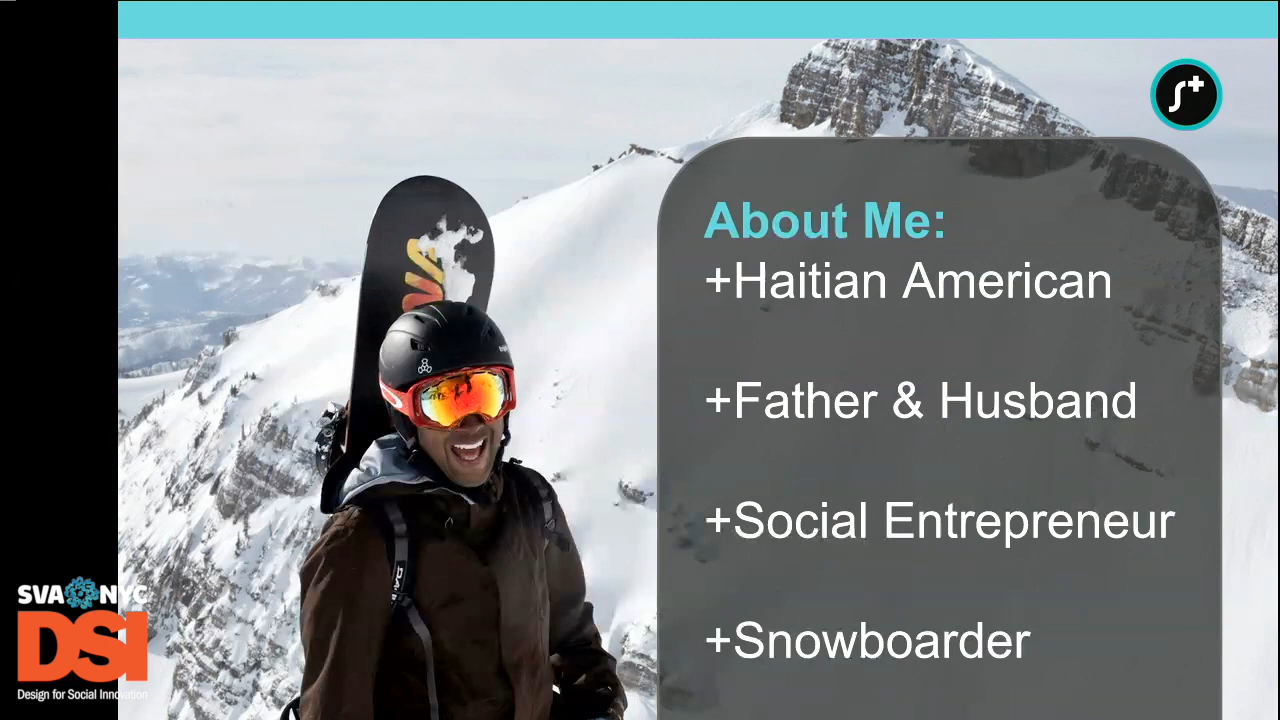 About Me:
+Haitian American
+Father & Husband
+Social Entrepreneur
+Snowboarder
SVA NYC
DSI
Design for Social Innovation